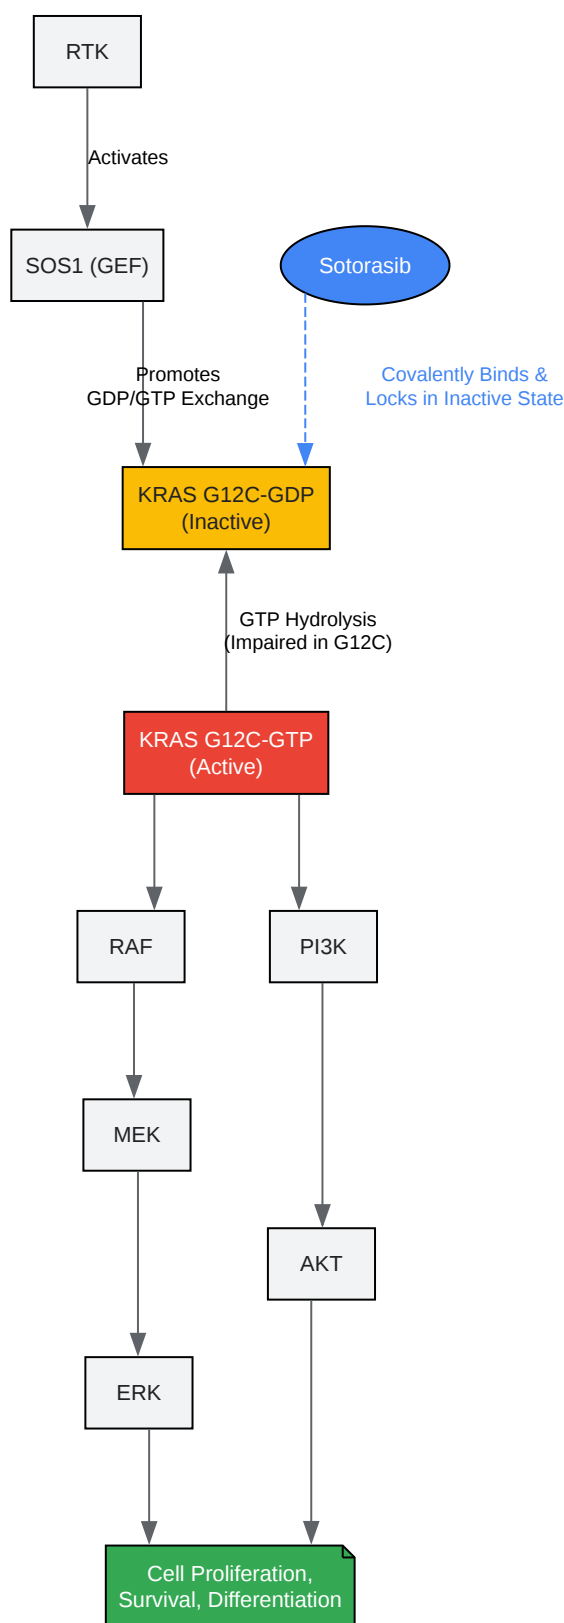 RTK
Activates
SOS1 (GEF)
Sotorasib
Promotes
GDP/GTP Exchange
Covalently Binds &
Locks in Inactive State
KRAS G12C-GDP
(Inactive)
GTP Hydrolysis
(Impaired in G12C)
KRAS G12C-GTP
(Active)
RAF
PI3K
MEK
AKT
ERK
Cell Proliferation,
Survival, Differentiation